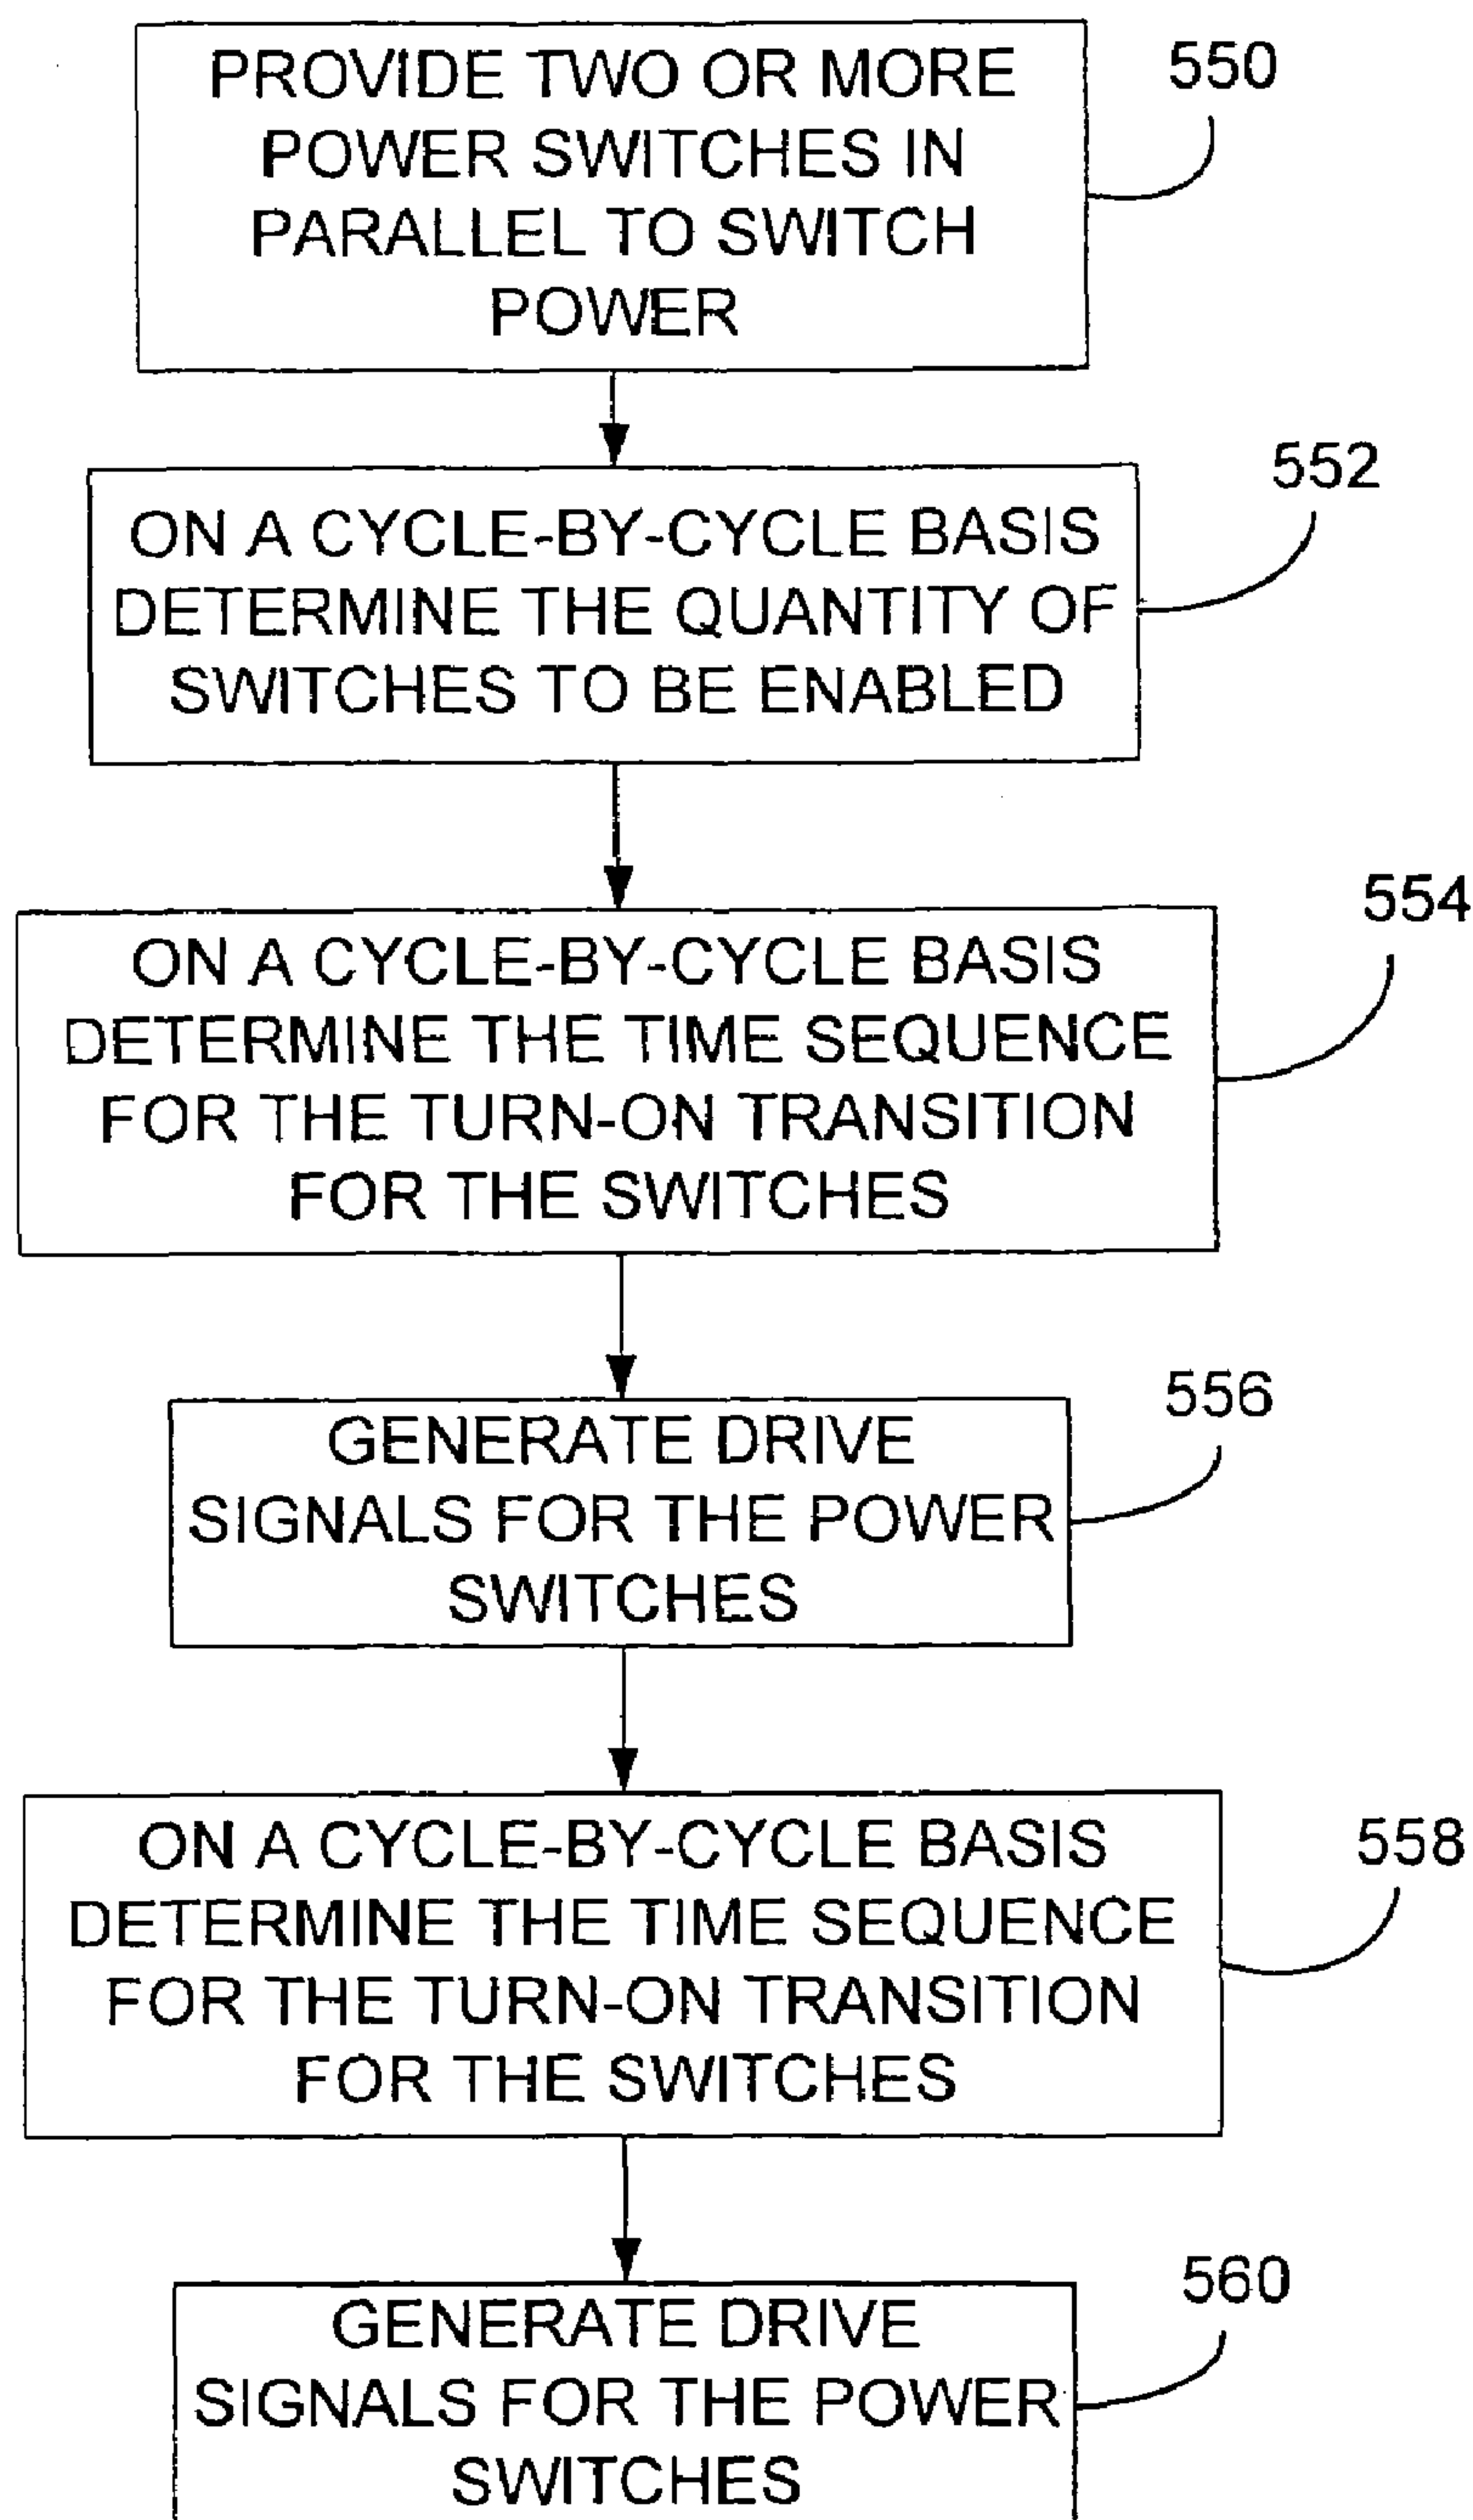 PROVIDE TWO OR MORE
POWER SWITCHES IN
PARALLEL TO SWITCH
POWER
550
ON A CYCLE-BY-CYCLE BASIS
DETERMINE THE QUANTITY OF
SWITCHES TO BE ENABLED
552
ON A CYCLE-BY-CYCLE BASIS
DETERMINE THE TIME SEQUENCE
FOR THE TURN-ON TRANSITION
FOR THE SWITCHES
554
GENERATE DRIVE
SIGNALS FOR THE POWER
SWITCHES
556
ON A CYCLE-BY-CYCLE BASIS
DETERMINE THE TIME SEQUENCE
FOR THE TURN-ON TRANSITION
FOR THE SWITCHES
558
GENERATE DRIVE
SIGNALS FOR THE POWER
SWITCHES
560